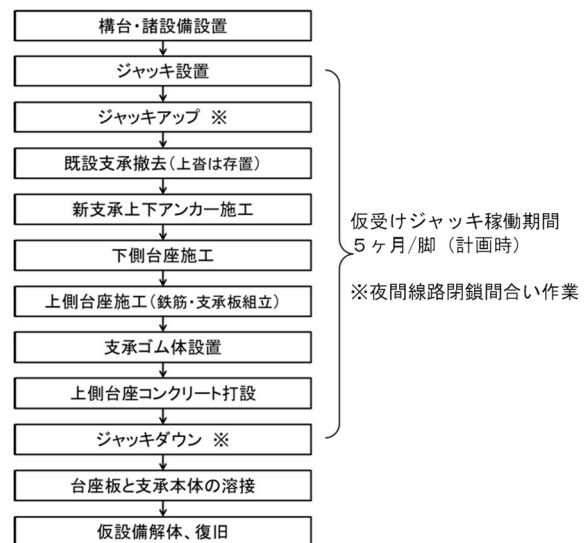 構台・諸設備設置
ジャッキ設置
ジャッキアップ ※
既設支承撤去(上沓は存置)
新支承上下アンカー施工
下側台座施工
上側台座施工(鉄筋・支承板組立)
支承ゴム体設置
上側台座コンクリート打設
ジャッキダウン ※
台座板と支承本体の溶接
仮設備解体、復旧
仮受けジャッキ稼働期間
5ヶ月/脚(計画時)
※夜間線路閉鎖間合い作業